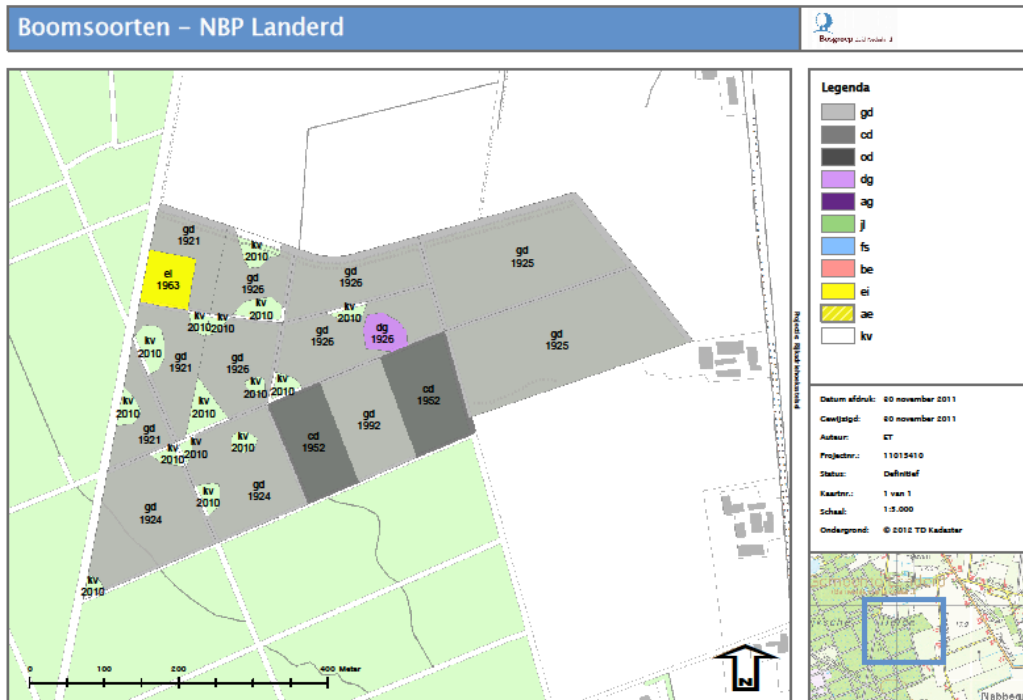 Boomsoorten – NBP Landerd
Bosgroep
gd
1921
kv
2010
ei
1963
gd
1926
gd
1926
gd
1925
kv
2010
kv
2010
kv
2010
kv
2010
kv
2010
gd
1921
gd
1926
gd
1926
dg
1926
gd
1925
kv
2010
kv
2010
kv
2010
kv
2010
cd
1952
gd
1992
gd
1921
kv
2010
kv
2010
kv
2010
cd
1952
gd
1924
kv
2010
gd
1924
kv
2010
0 100 200 400 Meter
N
Legenda
gd
cd
od
dg
ag
jl
fs
be
ei
ae
kv
Datum afdruk: 20 november 2011
Gewijzigd: 20 november 2011
Auteur: ET
Projectnr.: 11013410
Status: Definitief
Kaartnr.: 1 van 1
Schaal: 1:5.000
Ondergrond: © 2012 TD Kadaster